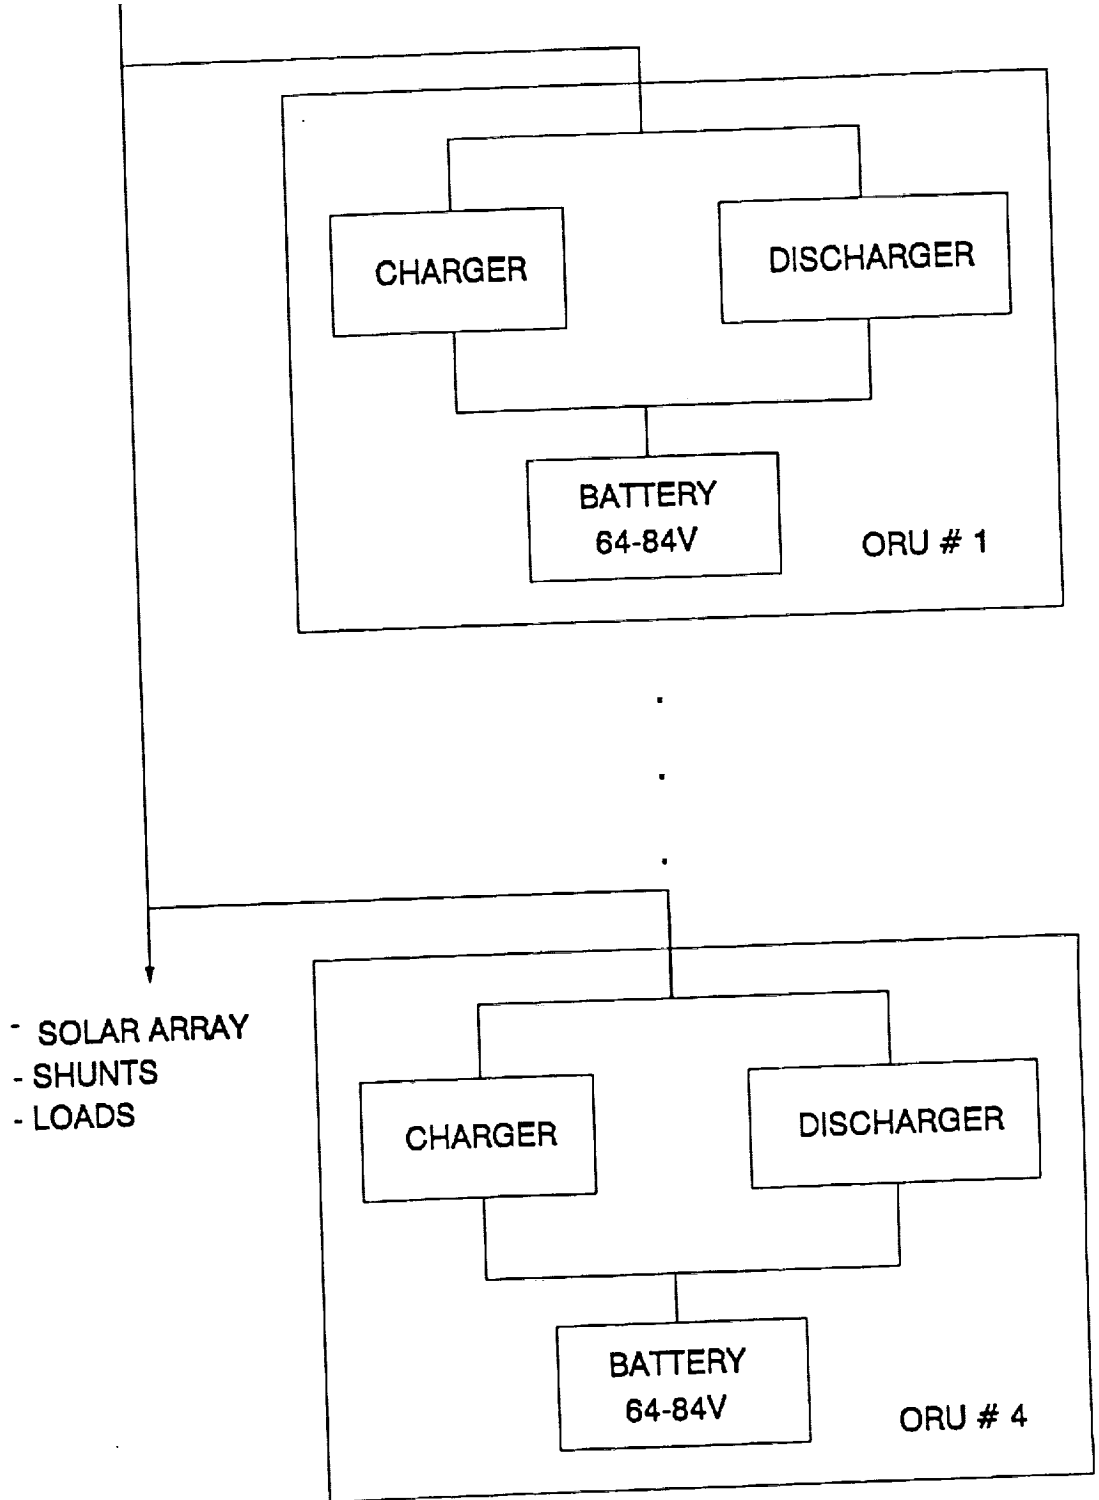 CHARGER
DISCHARGER
BATTERY
64-84V
ORU # 1
- SOLAR ARRAY
- SHUNTS
- LOADS
CHARGER
DISCHARGER
BATTERY
64-84V
ORU # 4